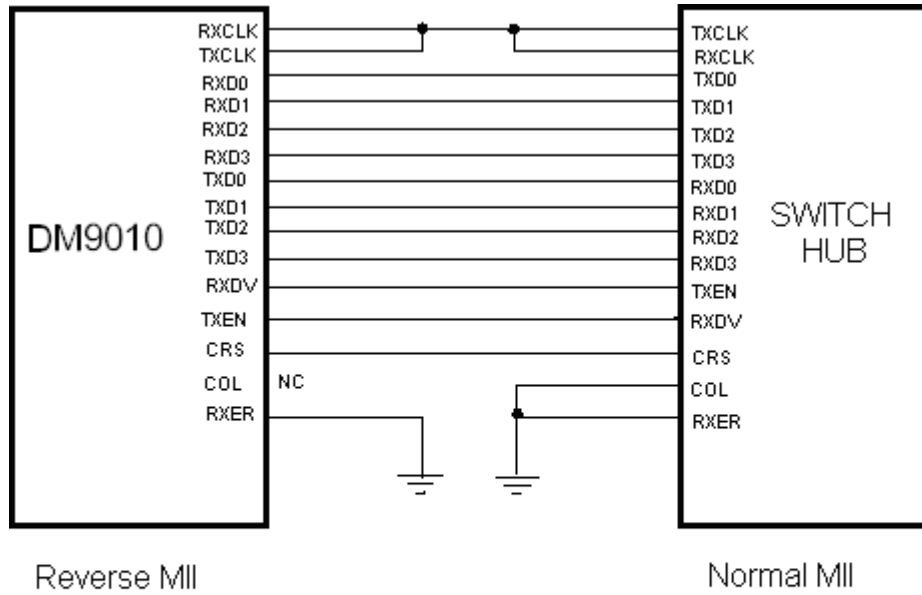 RXCLK
TXCLK
RXD0
RXD1
RXD2
RXD3
TXD0
TXD1
TXD2
TXD3
RXDV
TXEN
CRS
COL NC
RXER
DM9010
TXCLK
RXCLK
TXD0
TXD1
TXD2
TXD3
RXD0
RXD1
RXD2
RXD3
TXEN
RXDV
CRS
COL
RXER
SWITCH
HUB
Reverse MII
Normal MII